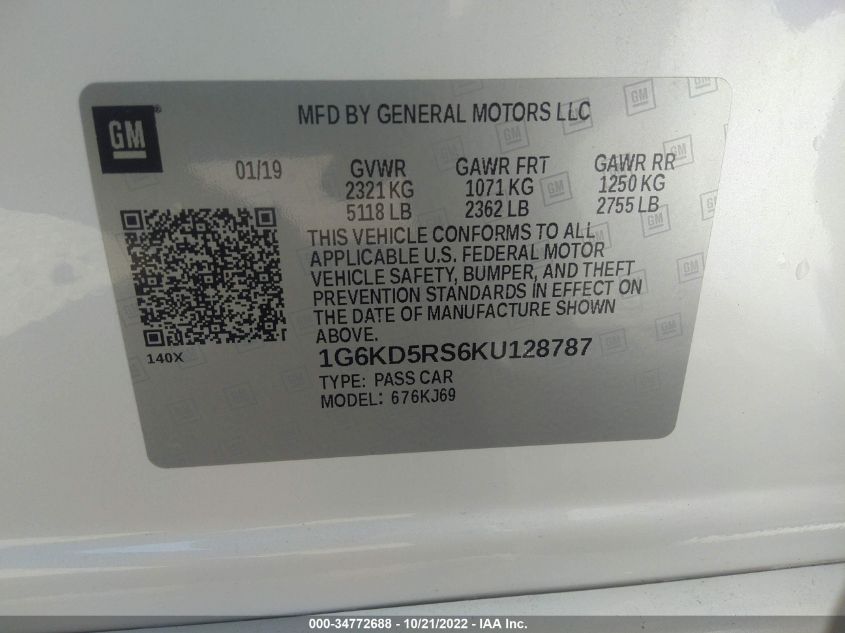 GM
MFD BY GENERAL MOTORS LLC
01/19 GVWR GAWR FRT GAWR RR
2321 KG 1071 KG 1250 KG
5118 LB 2362 LB 2755 LB
THIS VEHICLE CONFORMS TO ALL
APPLICABLE U.S. FEDERAL MOTOR
VEHICLE SAFETY, BUMPER, AND THEFT
PREVENTION STANDARDS IN EFFECT ON
THE DATE OF MANUFACTURE SHOWN
ABOVE.
140X
1G6KD5RS6KU128787
TYPE: PASS CAR
MODEL: 676KJ69
000-34772688 - 10/21/2022 - IAA Inc.